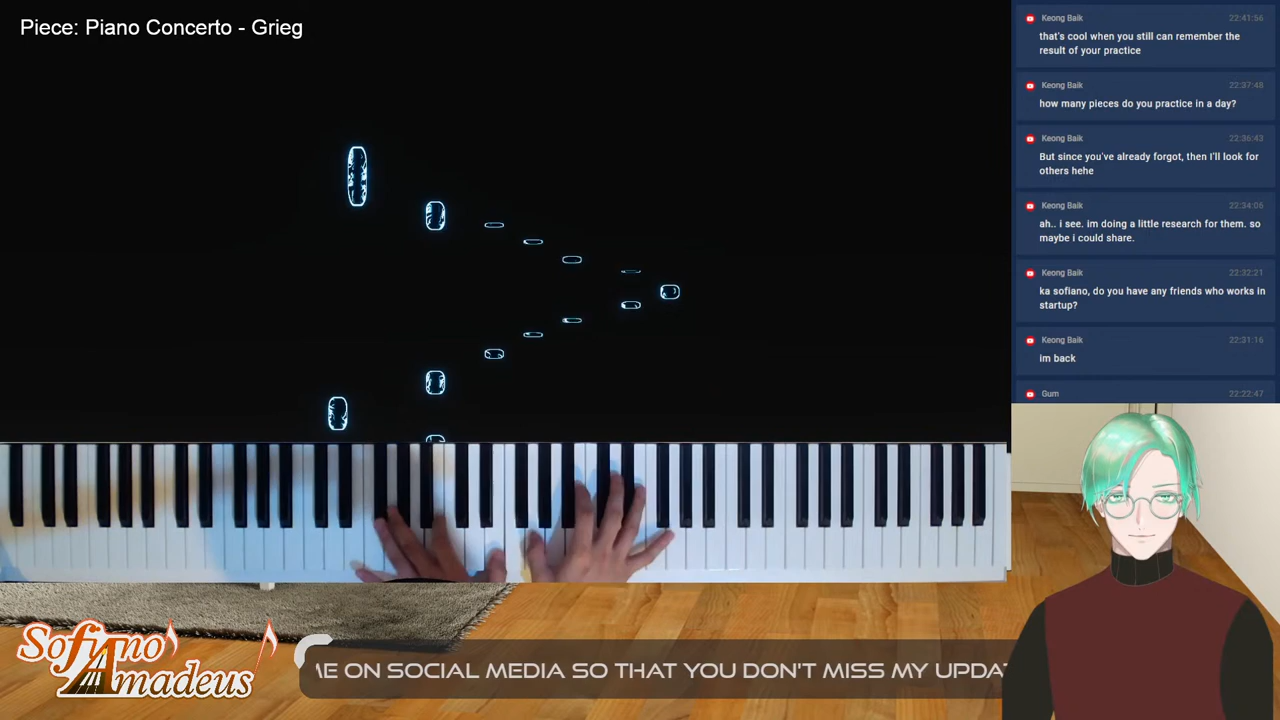 Piece: Piano Concerto - Grieg
Keong Baik 22:41:56
that's cool when you still can remember the
result of your practice
Keong Baik 22:37:48
how many pieces do you practice in a day?
Keong Baik 22:36:43
But since you've already forgot, then I'll look for
others hehe
Keong Baik 22:34:06
ah.. i see. im doing a little research for them. so
maybe i could share.
Keong Baik 22:32:21
ka sofiano, do you have any friends who works in
startup?
Keong Baik 22:31:16
im back
Gum 22:22:47
Sofiano
Amadeus
ME ON SOCIAL MEDIA SO THAT YOU DON'T MISS MY UPDA